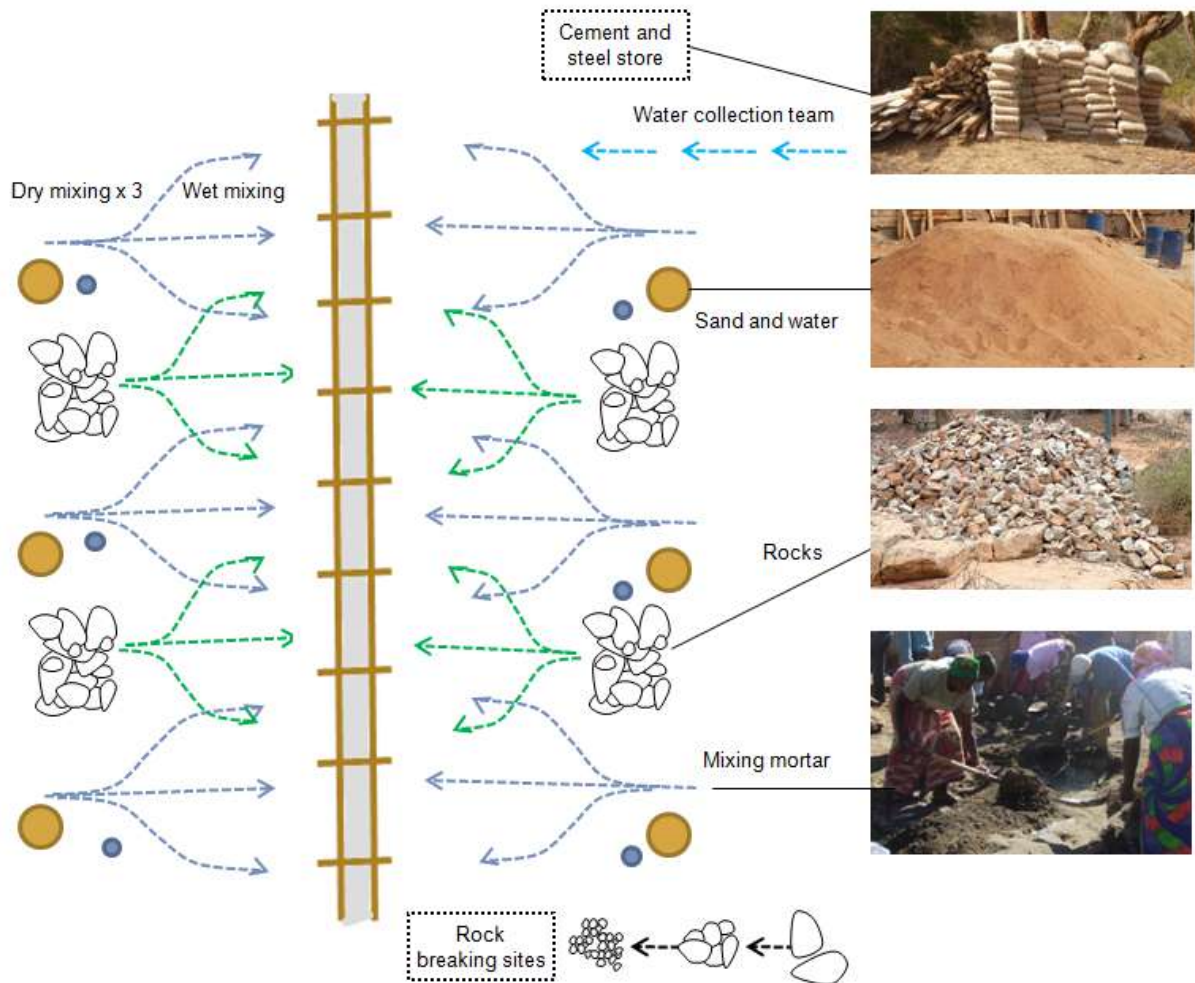 Cement and
steel store
Water collection team
Dry mixing x 3
Wet mixing
Sand and water
Rocks
Mixing mortar
Rock
breaking sites